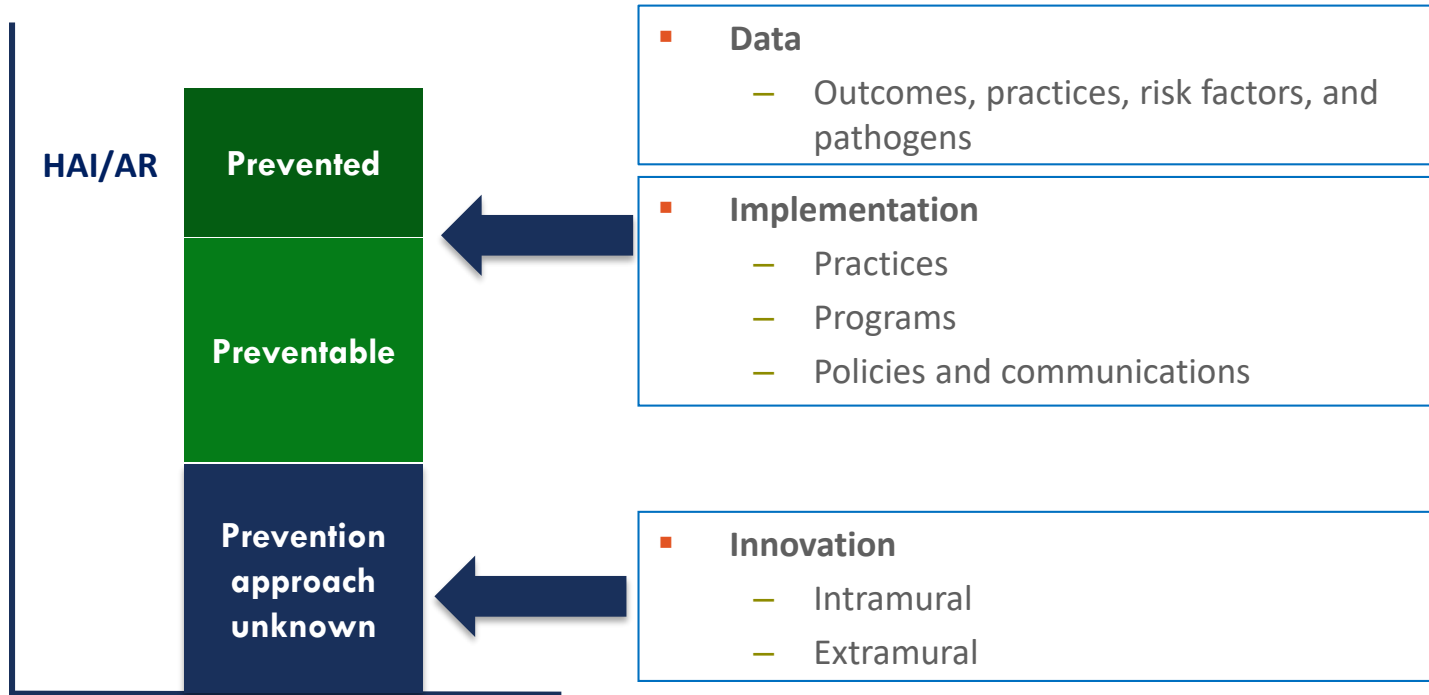 HAI/AR
Prevented
Preventable
Prevention
approach
unknown
▪ Data
– Outcomes, practices, risk factors, and
pathogens
▪ Implementation
– Practices
– Programs
– Policies and communications
▪ Innovation
– Intramural
– Extramural